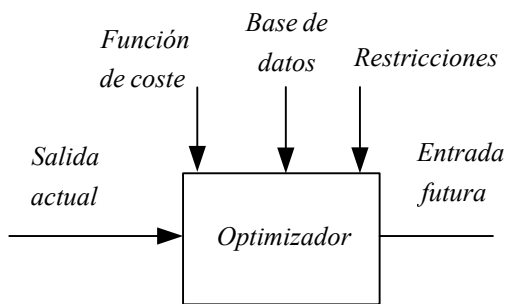 Función
de coste
Base de
datos
Restricciones
Salida
actual
Entrada
futura
Optimizador